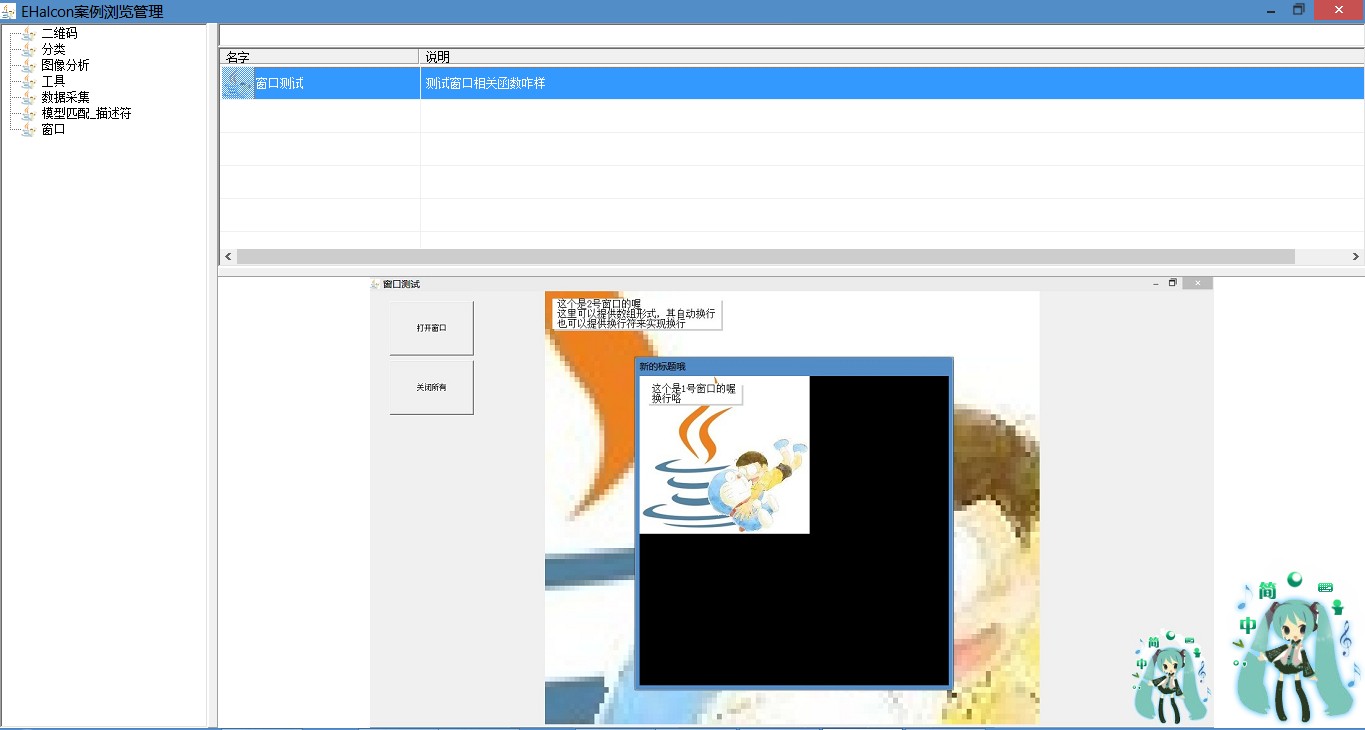 EHalcon案例浏览管理
二维码
分类
图像分析
工具
数据采集
模型匹配_描述符
窗口
名字
说明
窗口测试
测试窗口相关函数咋样
窗口测试
打开窗口
关闭所有
这个是2号窗口的喔
这里可以提供数组形式，其自动换行
也可以提供换行符来实现换行
新的标题哦
这个是1号窗口的喔
换行咯
简
中
简
中